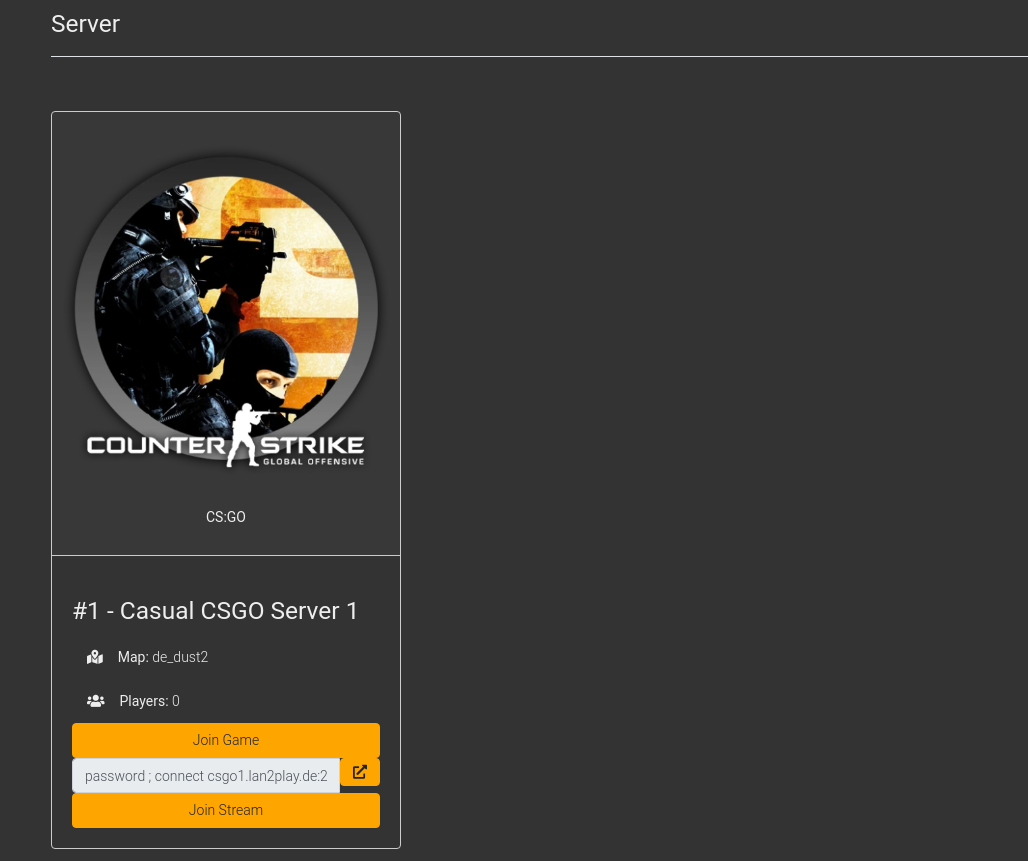 Server
COUNTER STRIKE
GLOBAL OFFENSIVE
CS:GO
#1 - Casual CSGO Server 1
Map: de_dust2
Players: 0
Join Game
password ; connect csgo1.lan2play.de:2
Join Stream